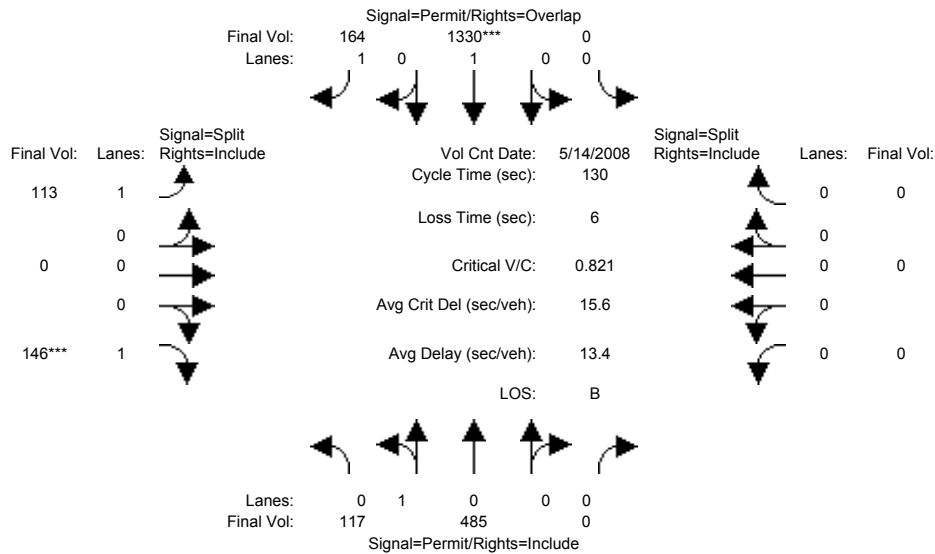 Signal=Permit/Rights=Overlap
Final Vol: 164 1330*** 0
Lanes: 1 0 1 0 0
Signal=Split
Final Vol: Lanes: Rights=Include
Vol Cnt Date: 5/14/2008
Signal=Split
Rights=Include Lanes: Final Vol:
Cycle Time (sec): 130
113 1
0 0
Loss Time (sec): 6
0
0
0 0
Critical V/C: 0.821
0 0
0
Avg Crit Del (sec/veh): 15.6
0
146*** 1
Avg Delay (sec/veh): 13.4
0 0
LOS: B
Lanes: 0 1 0 0 0
Final Vol: 117 485 0
Signal=Permit/Rights=Include